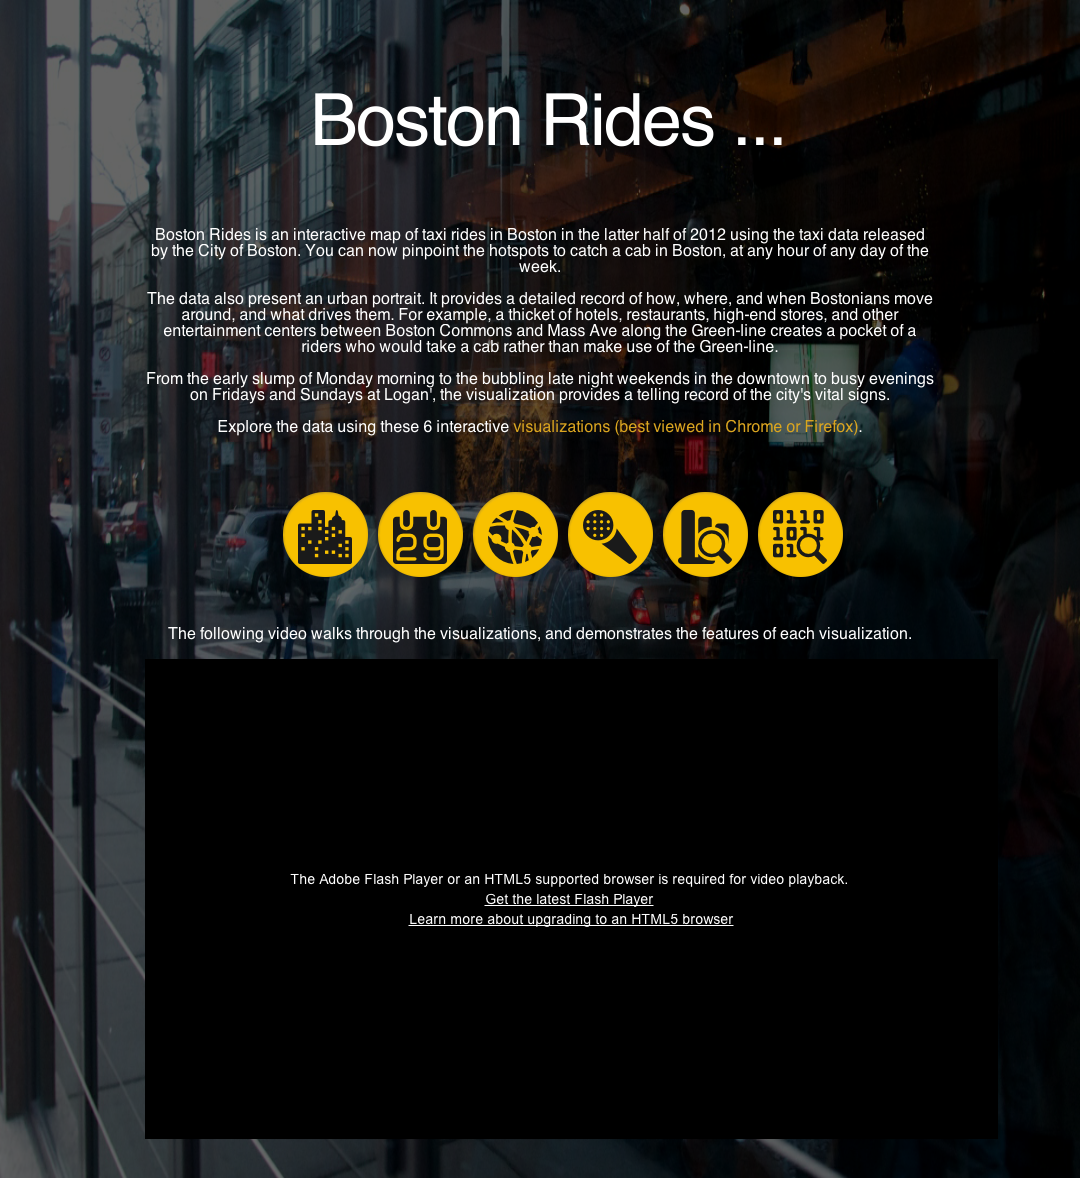 Boston Rides ...
Boston Rides is an interactive map of taxi rides in Boston in the latter half of 2012 using the taxi data released
by the City of Boston. You can now pinpoint the hotspots to catch a cab in Boston, at any hour of any day of the
week.
The data also present an urban portrait. It provides a detailed record of how, where, and when Bostonians move
around, and what drives them. For example, a thicket of hotels, restaurants, high-end stores, and other
entertainment centers between Boston Commons and Mass Ave along the Green-line creates a pocket of a
riders who would take a cab rather than make use of the Green-line.
From the early slump of Monday morning to the bubbling late night weekends in the downtown to busy evenings
on Fridays and Sundays at Logan', the visualization provides a telling record of the city's vital signs.
Explore the data using these 6 interactive visualizations (best viewed in Chrome or Firefox).
29
0110
1011
01
The following video walks through the visualizations, and demonstrates the features of each visualization.
The Adobe Flash Player or an HTML5 supported browser is required for video playback.
Get the latest Flash Player
Learn more about upgrading to an HTML5 browser